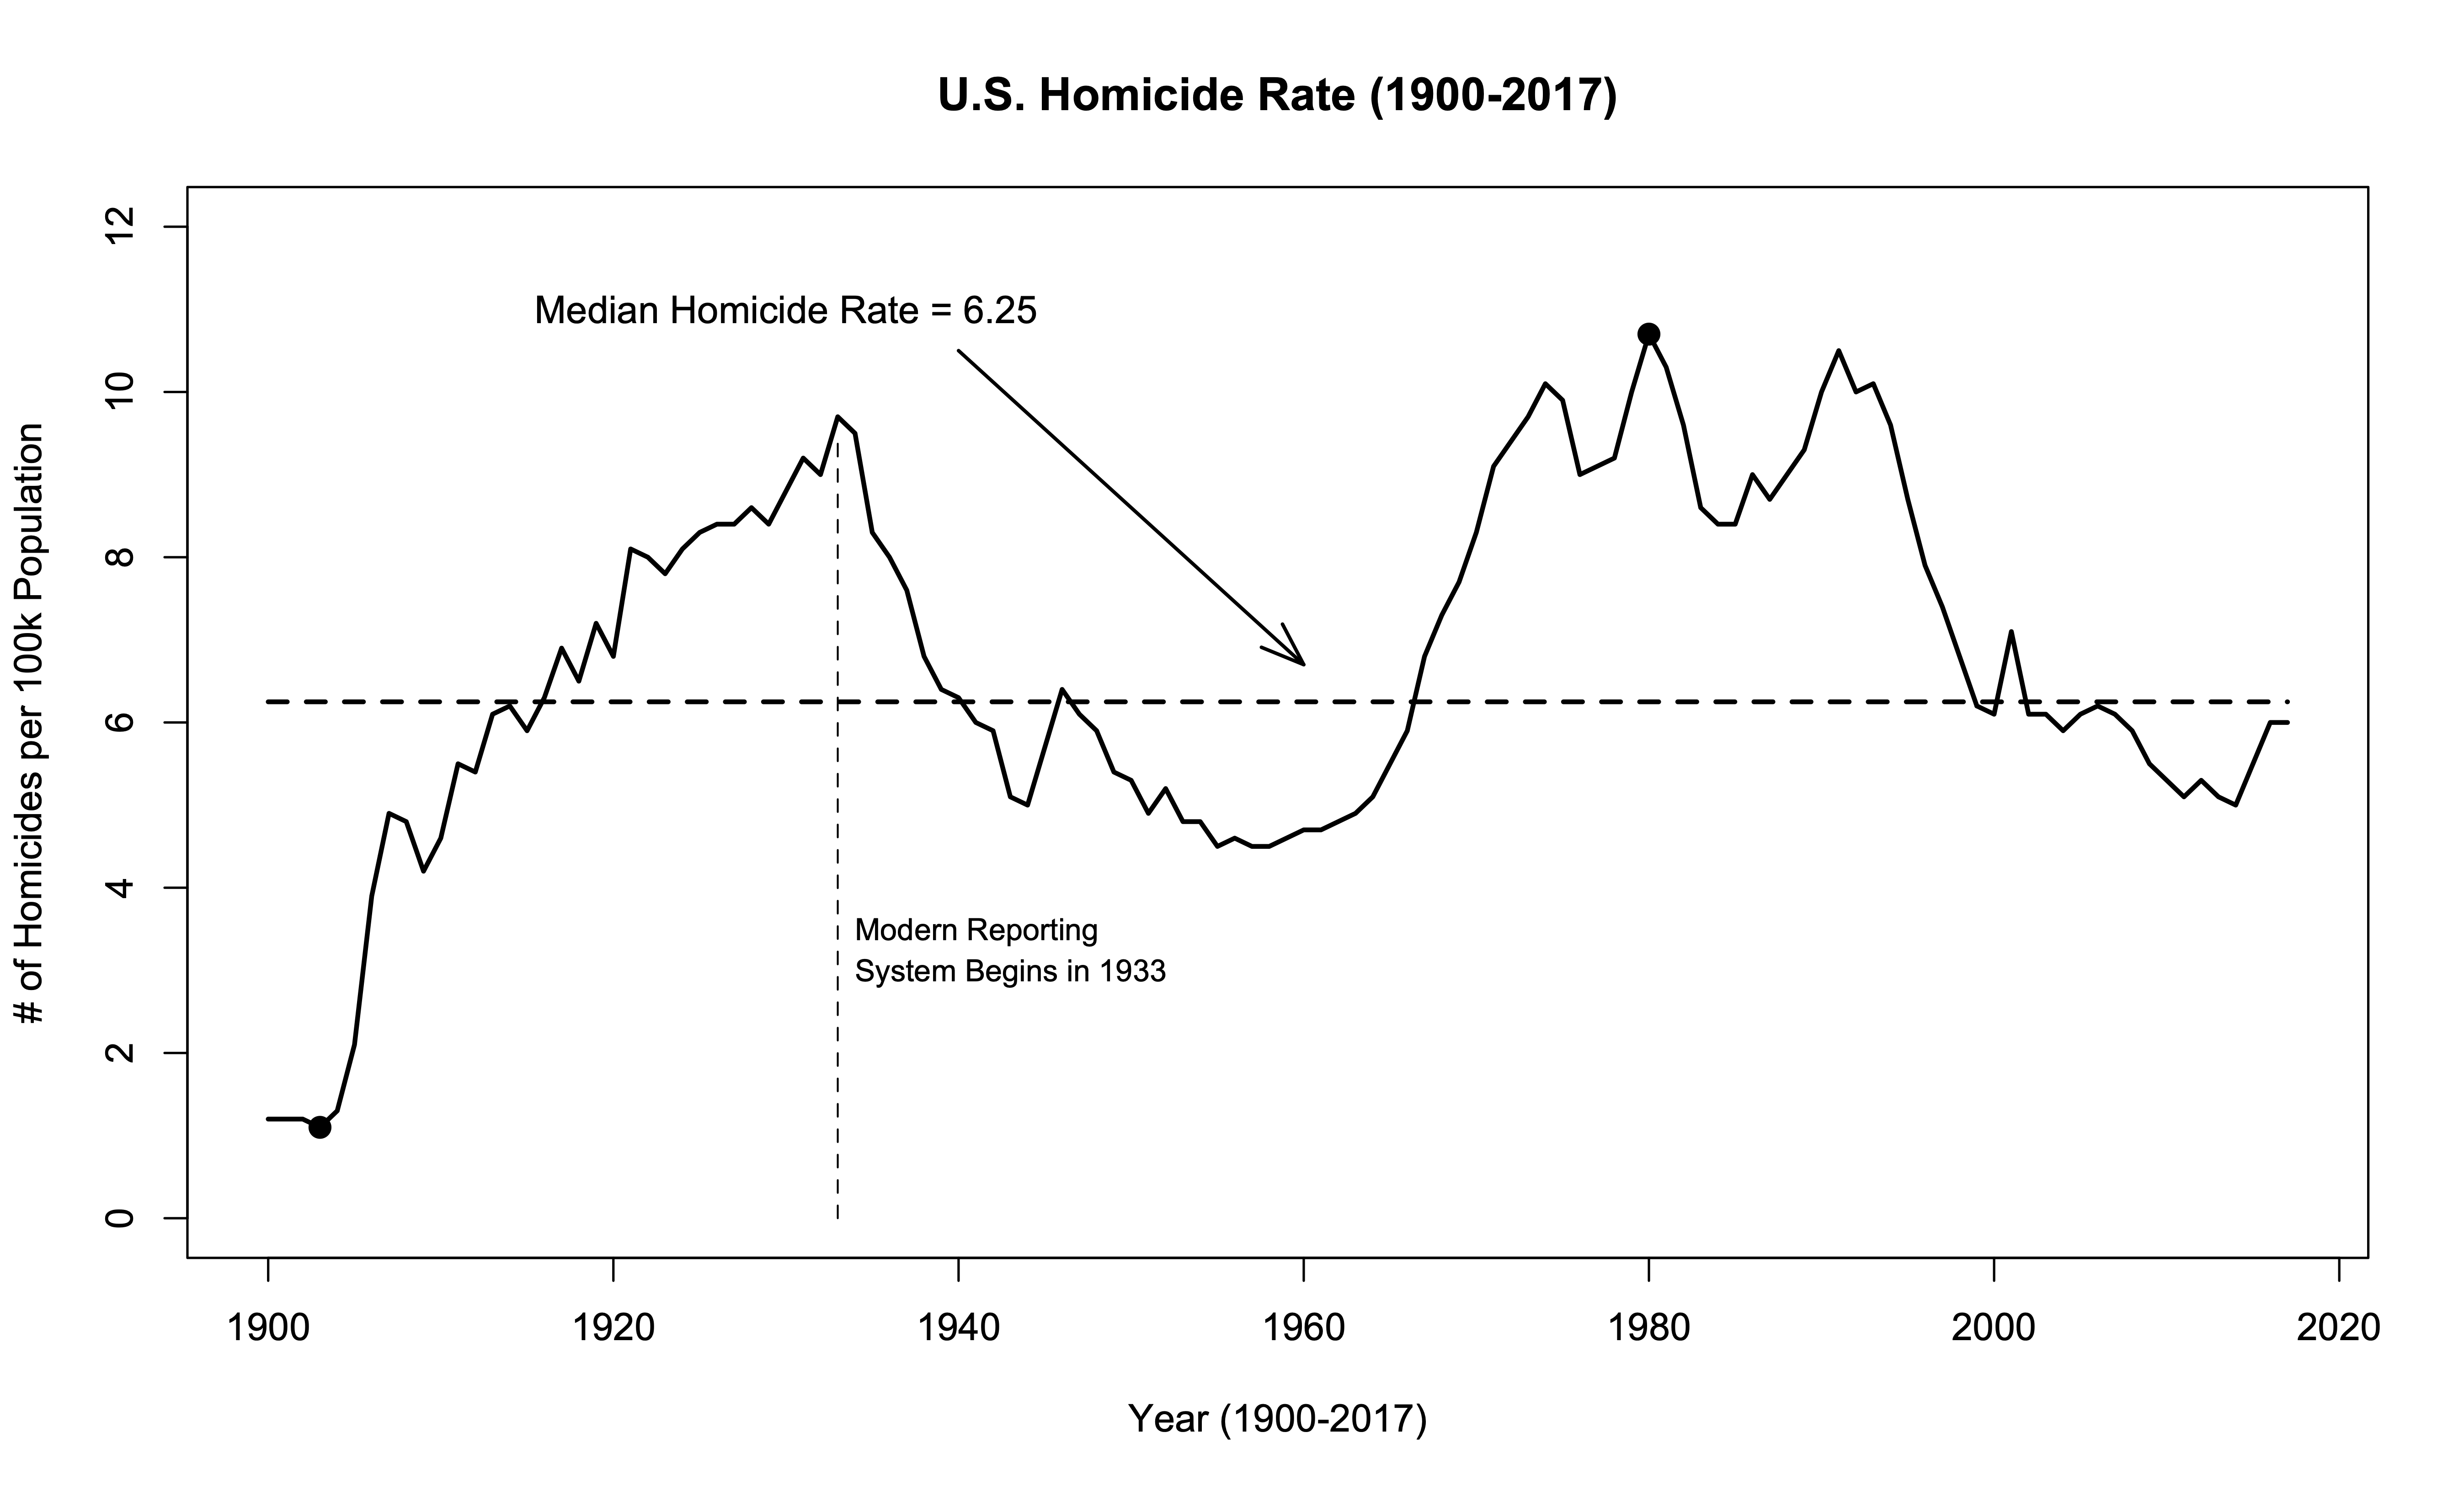 U.S. Homicide Rate (1900-2017)
# of Homicides per 100k Population
12
10
8
6
4
2
0
Median Homicide Rate = 6.25
Modern Reporting
System Begins in 1933
1900 1920 1940 1960 1980 2000 2020
Year (1900-2017)